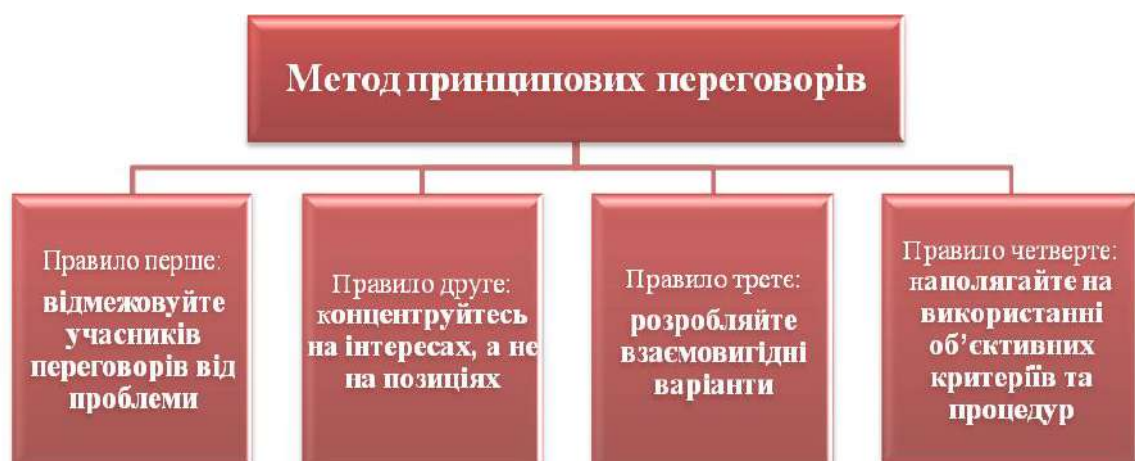 Метод принципових переговорів
Правило перше:
відмежовуйте
учасників
переговорів від
проблеми
Правило друге:
концентруйтесь
на інтересах, а не
на позиціях
Правило третє:
розробляйте
взаємовигідні
варіанти
Правило четверте:
наполягайте на
використанні
об’єктивних
критеріїв та
процедур